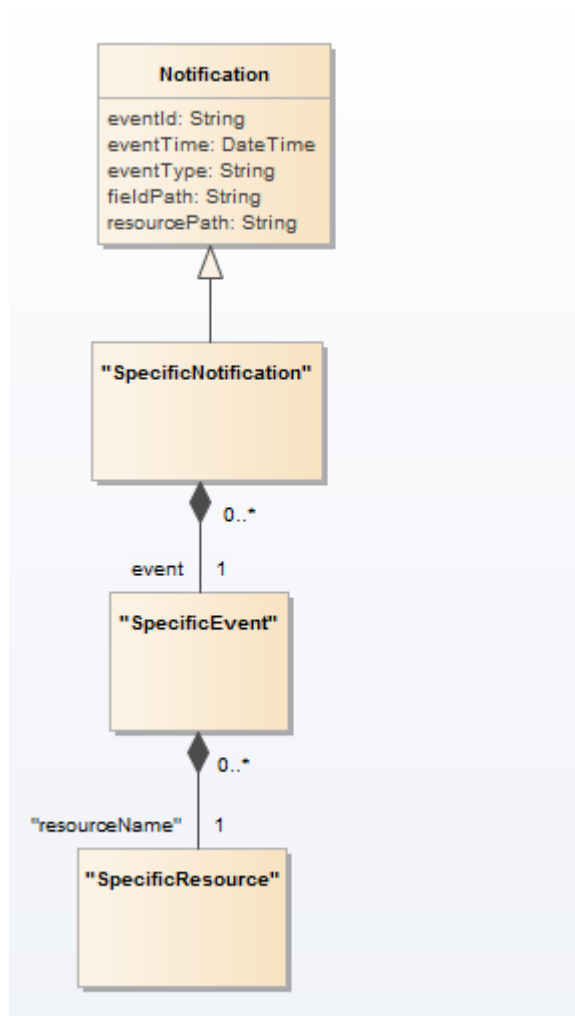 Notification
eventId: String
eventTime: DateTime
eventType: String
fieldPath: String
resourcePath: String
"SpecificNotification"
0..*
event 1
"SpecificEvent"
0..*
"resourceName" 1
"SpecificResource"